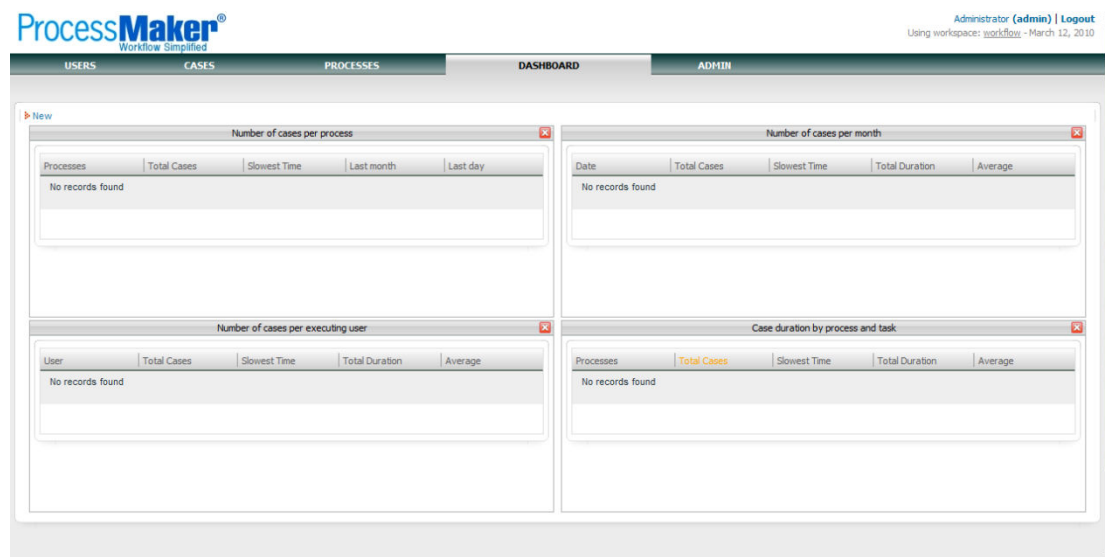 ProcessMaker®
Workflow Simplified
Administrator (admin) | Logout
Using workspace: workflow - March 12, 2010
USERS CASES PROCESSES DASHBOARD ADMIN
New
Number of cases per process
Processes Total Cases Slowest Time Last month Last day
No records found
Number of cases per month
Date Total Cases Slowest Time Total Duration Average
No records found
Number of cases per executing user
User Total Cases Slowest Time Total Duration Average
No records found
Case duration by process and task
Processes Total Cases Slowest Time Total Duration Average
No records found